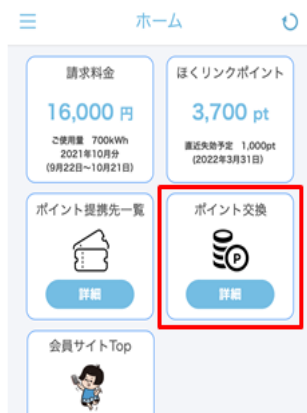 ホーム
請求料金
16,000 円
ご使用量 700kWh
2021年10月分
(9月22日~10月21日)
ほくリンクポイント
3,700 pt
直近失効予定 1,000pt
(2022年3月31日)
ポイント提携先一覧
詳細
ポイント交換
P
詳細
会員サイトTop